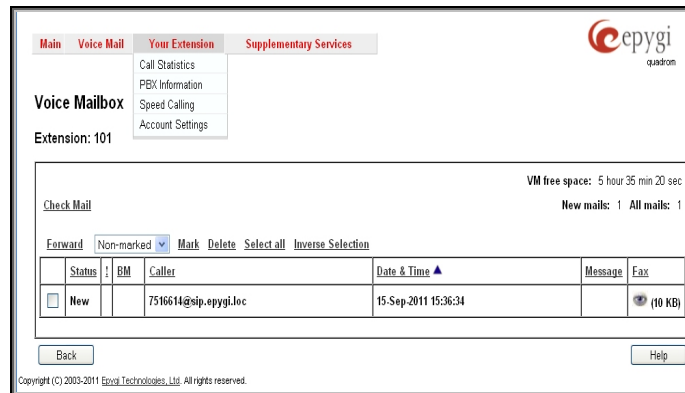 Main Voice Mail Your Extension Supplementary Services
epygi
quadrom
Call Statistics
PBX Information
Speed Calling
Account Settings
Voice Mailbox
Extension: 101
VM free space: 5 hour 35 min 20 sec
Check Mail
New mails: 1 All mails: 1
Forward Non-marked Mark Delete Select all Inverse Selection
Status ! BM Caller Date & Time Message Fax
New 7516614@sip.epygi.loc 15-Sep-2011 15:36:34 (10 KB)
Back Help
Copyright (C) 2003-2011 Epygi Technologies, Ltd. All rights reserved.